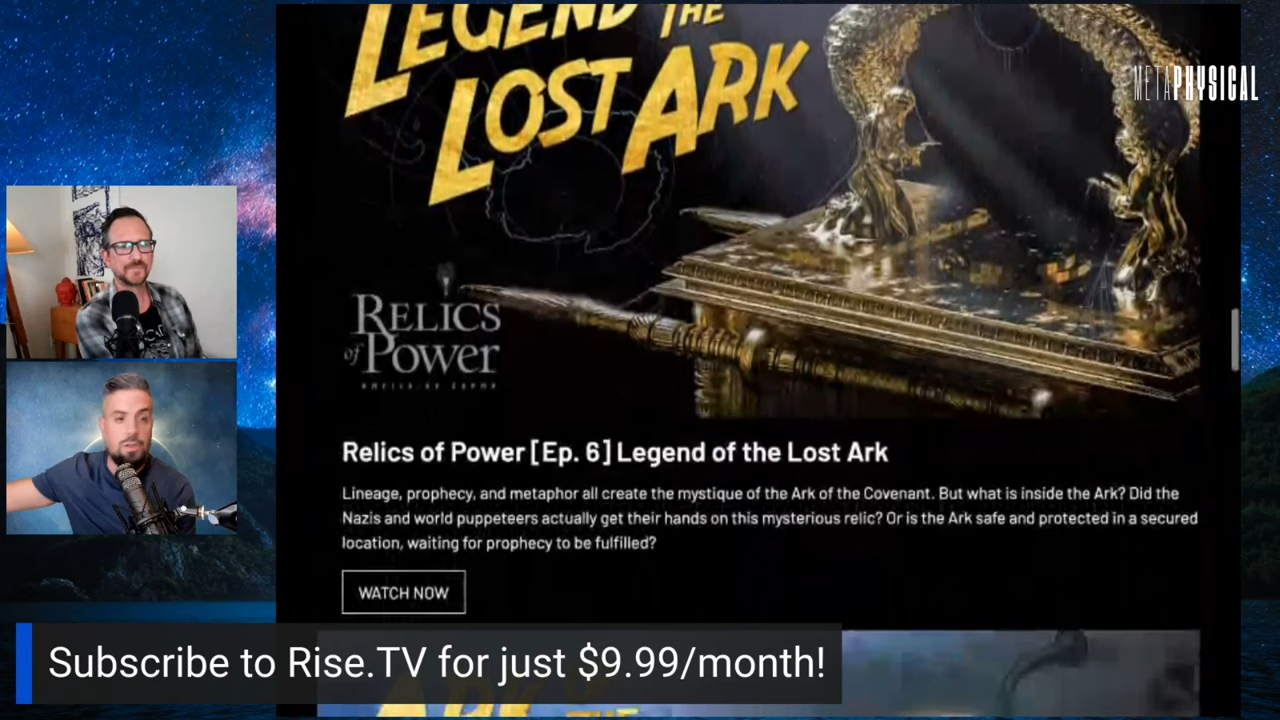 LEGEND THE
LOST ARK
METAPHYSICAL
RELICS
of POWER
Relics of Power [Ep. 6] Legend of the Lost Ark
Lineage, prophecy, and metaphor all create the mystique of the Ark of the Covenant. But what is inside the Ark? Did the
Nazis and world puppeteers actually get their hands on this mysterious relic? Or is the Ark safe and protected in a secured
location, waiting for prophecy to be fulfilled?
WATCH NOW
Subscribe to Rise.TV for just $9.99/month!